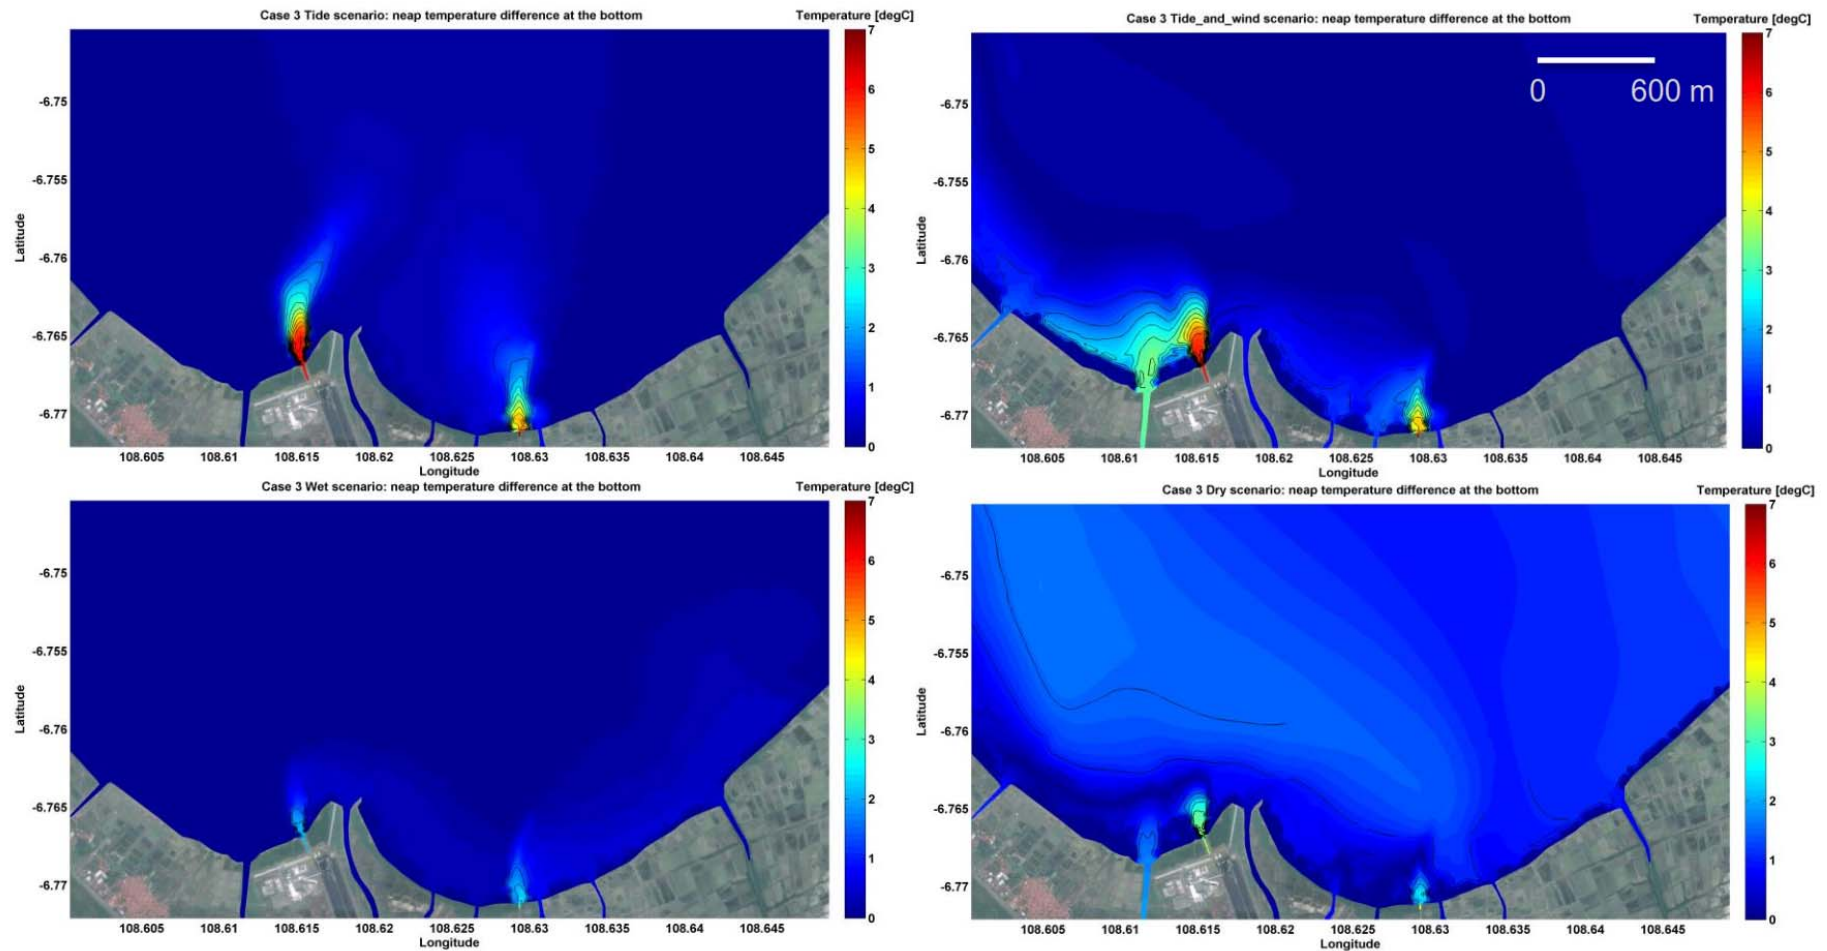 Case 3 Tide scenario: neap temperature difference at the bottom
Temperature [degC]
7
6
5
4
3
2
1
0
-6.75
-6.755
-6.76
-6.765
-6.77
Latitude
108.605 108.61 108.615 108.62 108.625 108.63 108.635 108.64 108.645
Longitude
Case 3 Tide_and_wind scenario: neap temperature difference at the bottom
Temperature [degC]
0 600 m
7
6
5
4
3
2
1
0
-6.75
-6.755
-6.76
-6.765
-6.77
Latitude
108.605 108.61 108.615 108.62 108.625 108.63 108.635 108.64 108.645
Longitude
Case 3 Wet scenario: neap temperature difference at the bottom
Temperature [degC]
7
6
5
4
3
2
1
0
-6.75
-6.755
-6.76
-6.765
-6.77
Latitude
108.605 108.61 108.615 108.62 108.625 108.63 108.635 108.64 108.645
Longitude
Case 3 Dry scenario: neap temperature difference at the bottom
Temperature [degC]
7
6
5
4
3
2
1
0
-6.75
-6.755
-6.76
-6.765
-6.77
Latitude
108.605 108.61 108.615 108.62 108.625 108.63 108.635 108.64 108.645
Longitude